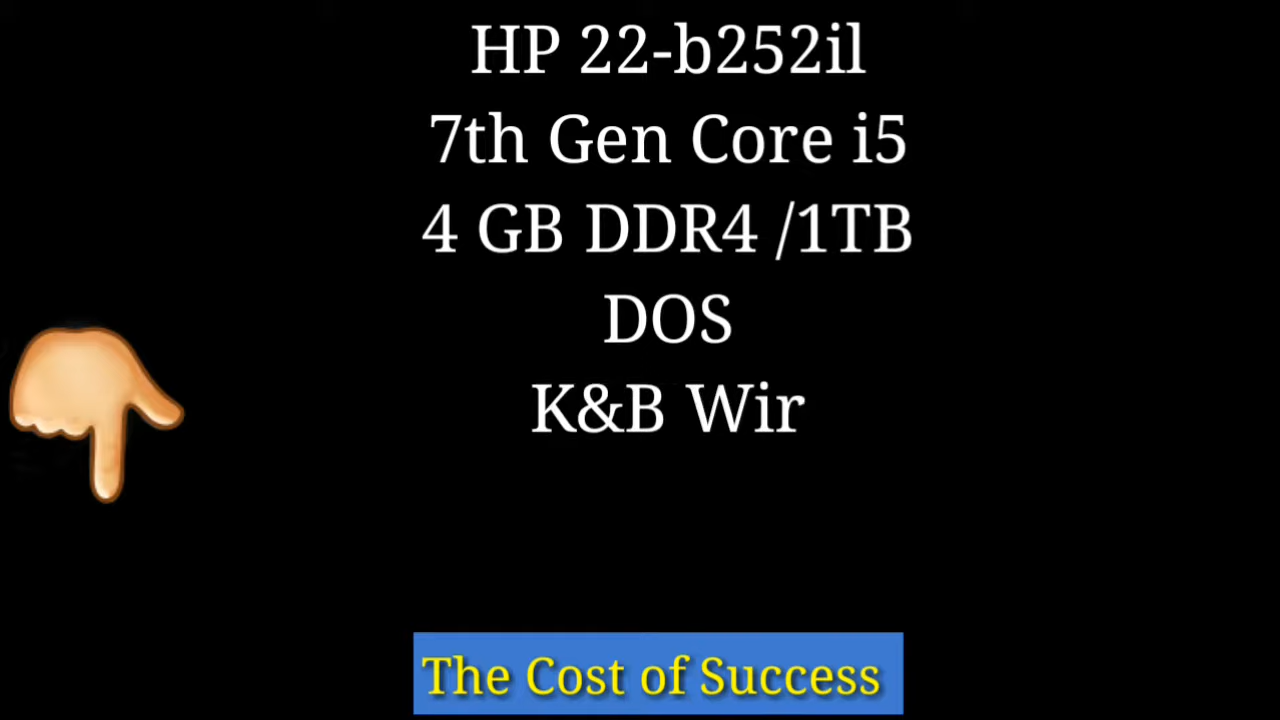 HP 22-b252il
7th Gen Core i5
4 GB DDR4 /1TB
DOS
K&B Wir
The Cost of Success